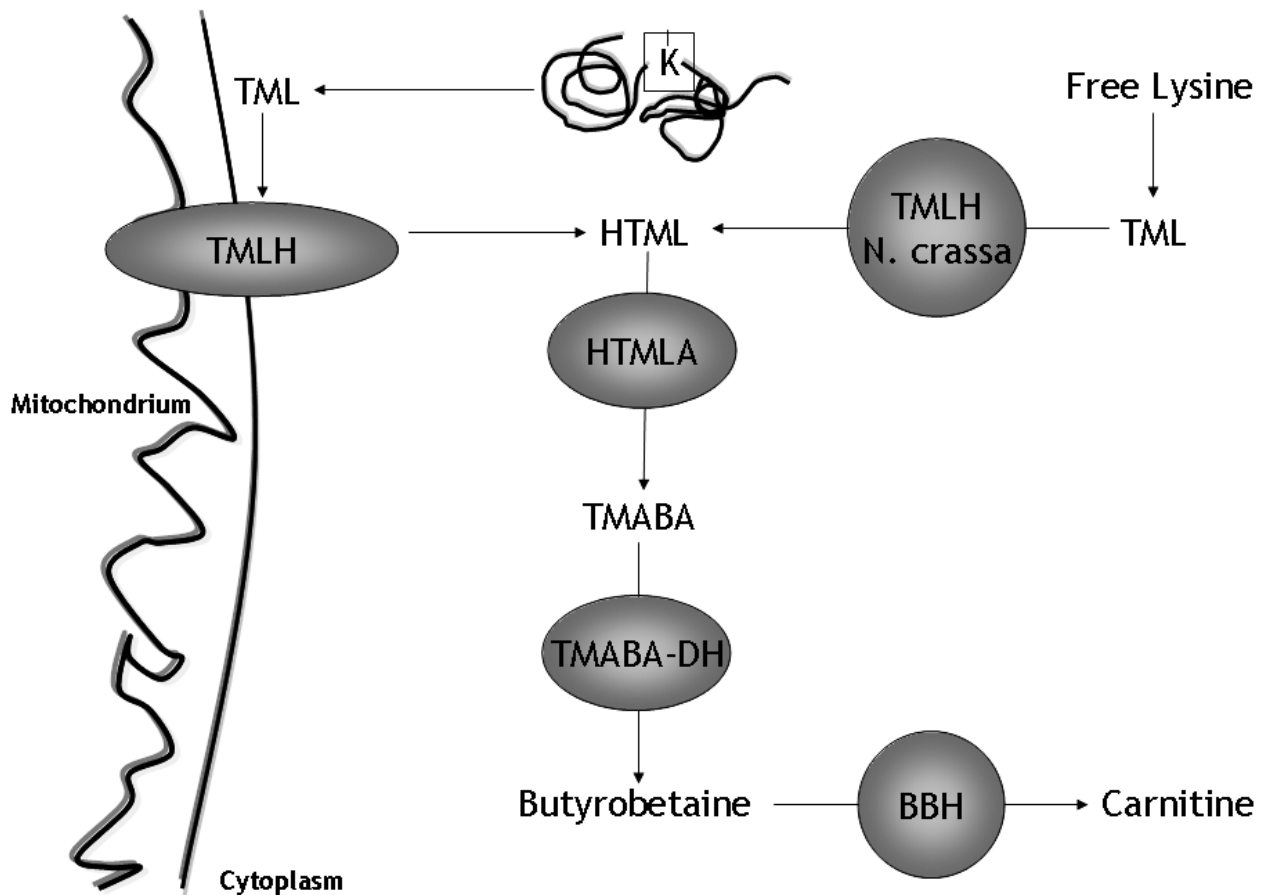 K
TML
Free Lysine
TMLH
HTML
TMLH
N. crassa
TML
HTMLA
Mitochondrium
TMABA
TMABA-DH
Butyrobetaine
BBH
Carnitine
Cytoplasm